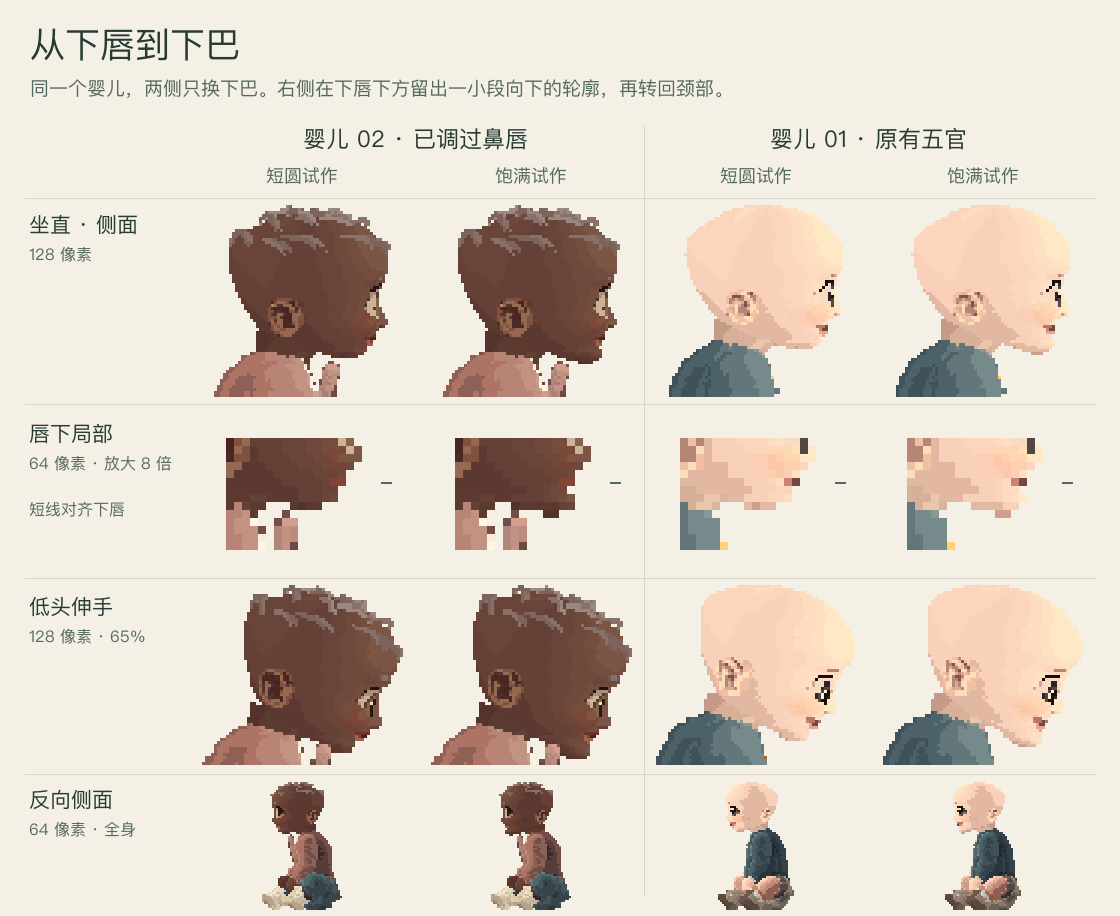 从下唇到下巴
同一个婴儿，两侧只换下巴。右侧在下唇下方留出一小段向下的轮廓，再转回颈部。
婴儿 02 · 已调过鼻唇
婴儿 01 · 原有五官
短圆试作
饱满试作
短圆试作
饱满试作
坐直 · 侧面
128 像素
唇下局部
64 像素 · 放大 8 倍
短线对齐下唇
低头伸手
128 像素 · 65%
反向侧面
64 像素 · 全身